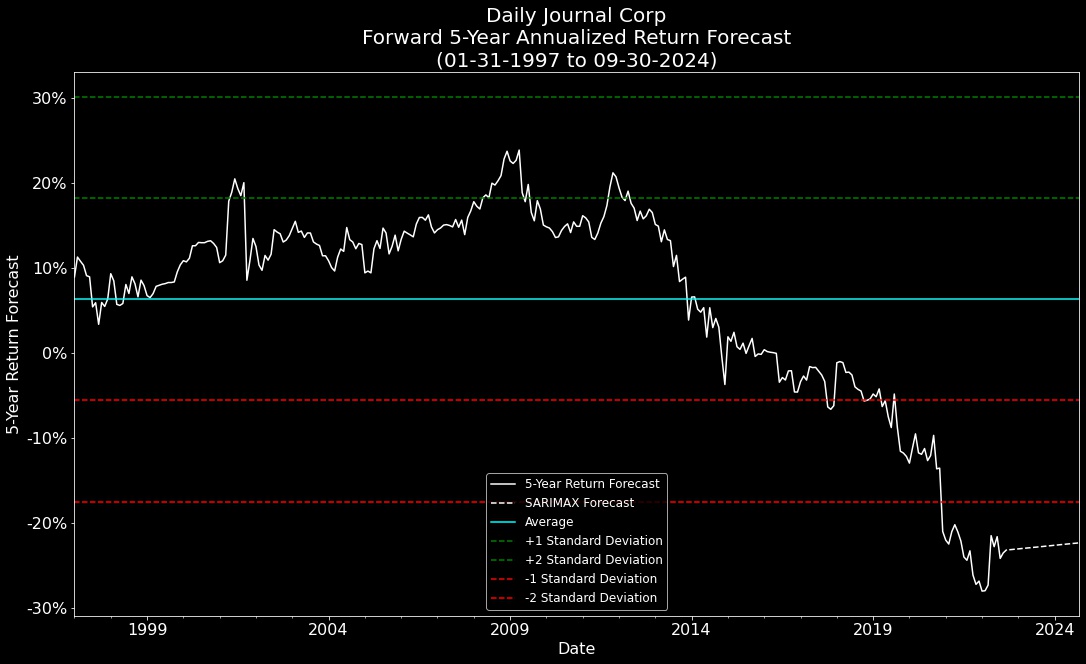 Daily Journal Corp
Forward 5-Year Annualized Return Forecast
(01-31-1997 to 09-30-2024)
30%
20%
10%
0%
-10%
-20%
-30%
5-Year Return Forecast
5-Year Return Forecast
SARIMAX Forecast
Average
+1 Standard Deviation
+2 Standard Deviation
-1 Standard Deviation
-2 Standard Deviation
1999
2004
2009
2014
2019
2024
Date